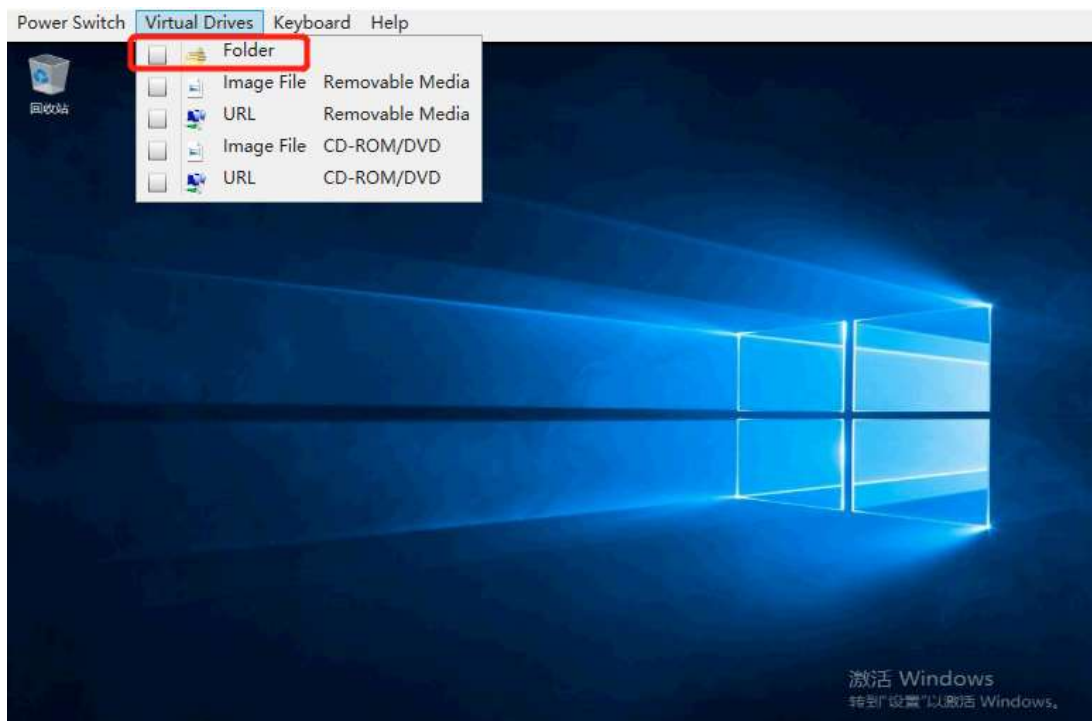 Power Switch Virtual Drives Keyboard Help
Folder
Image File Removable Media
URL Removable Media
Image File CD-ROM/DVD
URL CD-ROM/DVD
回收站
激活 Windows
转到"设置"以激活 Windows。